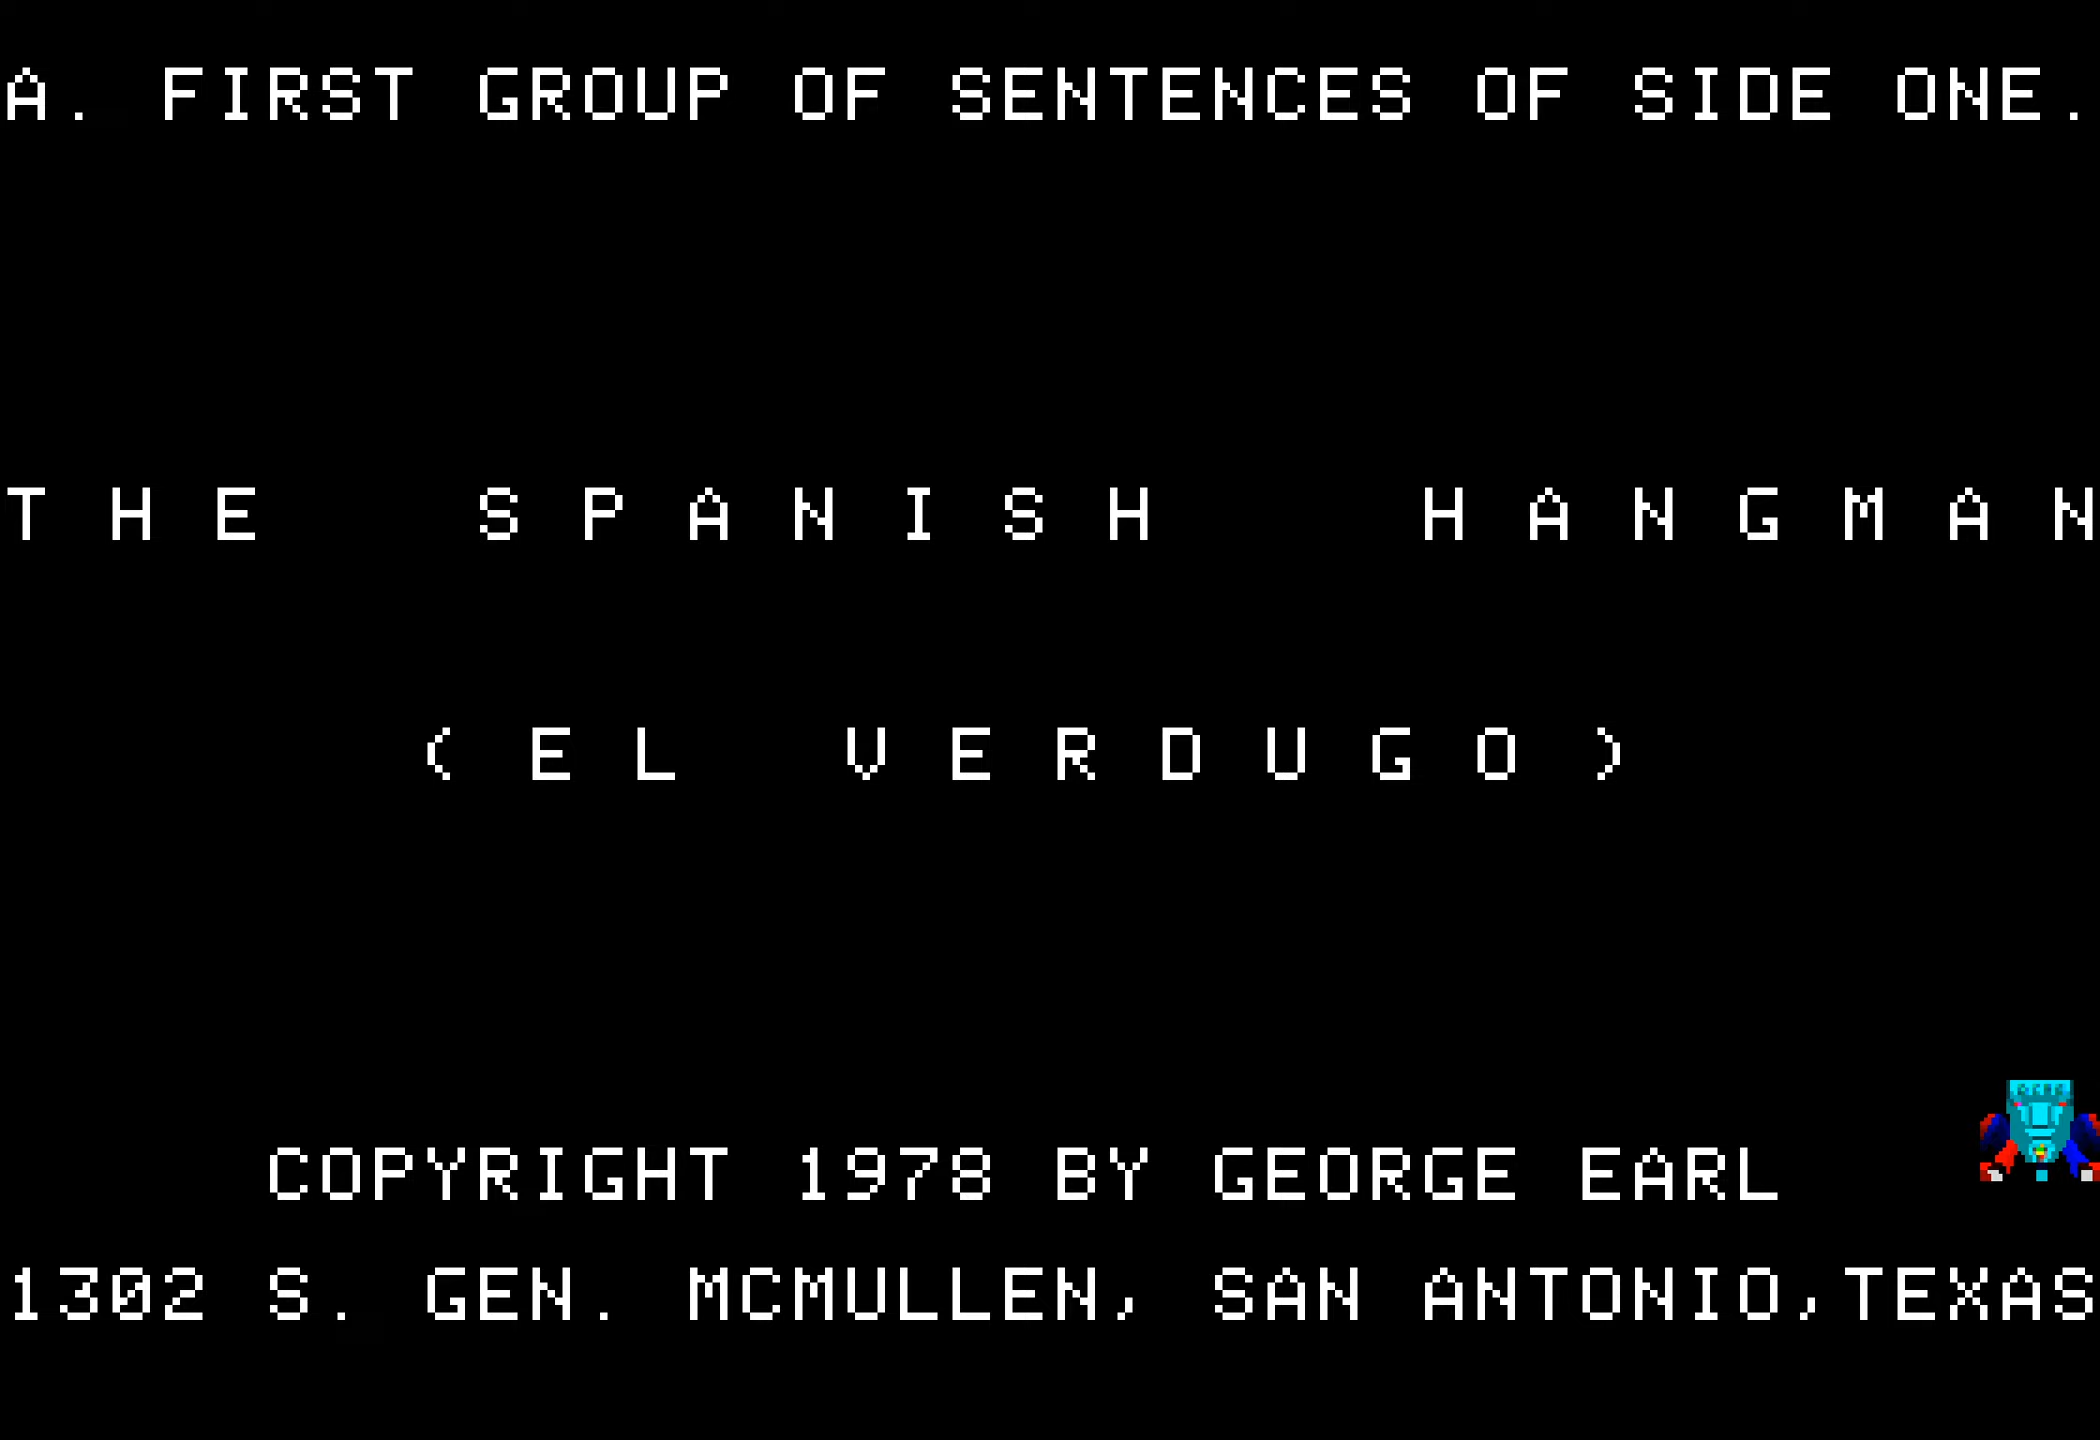 A. FIRST GROUP OF SENTENCES OF SIDE ONE.
T H E   S P A N I S H   H A N G M A N
( E L   V E R D U G O )
COPYRIGHT 1978 BY GEORGE EARL
1302 S. GEN. MCMULLEN, SAN ANTONIO,TEXAS